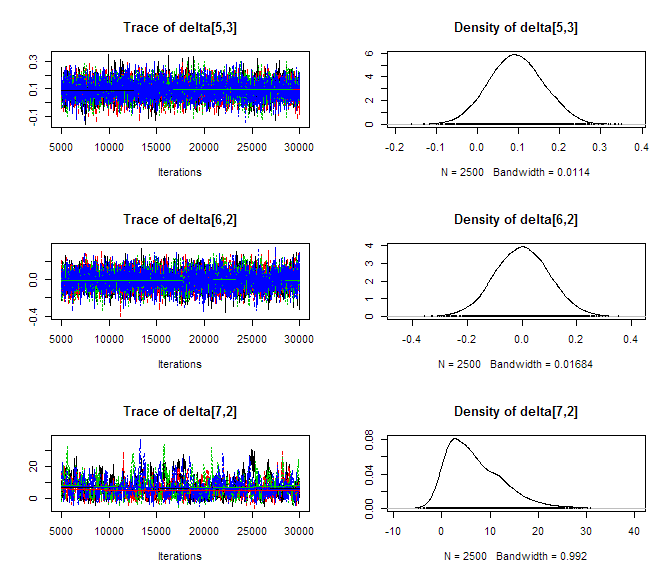 Trace of delta[5,3]
-0.1 0.1 0.3
5000 10000 15000 20000 25000 30000
Iterations
Density of delta[5,3]
0 2 4 6
-0.2 -0.1 0.0 0.1 0.2 0.3 0.4
N = 2500 Bandwidth = 0.0114
Trace of delta[6,2]
-0.4 0.0
5000 10000 15000 20000 25000 30000
Iterations
Density of delta[6,2]
0 1 2 3 4
-0.4 -0.2 0.0 0.2 0.4
N = 2500 Bandwidth = 0.01684
Trace of delta[7,2]
0 20
5000 10000 15000 20000 25000 30000
Iterations
Density of delta[7,2]
0.00 0.04 0.08
-10 0 10 20 30 40
N = 2500 Bandwidth = 0.992